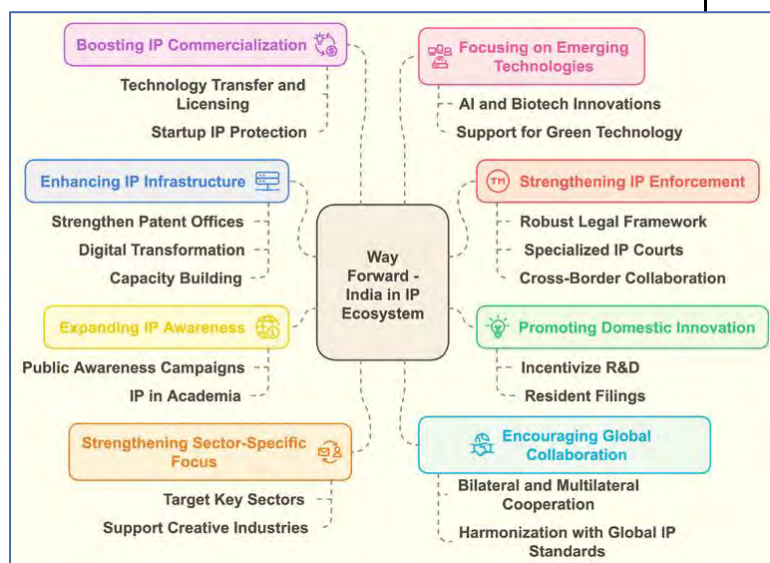 Boosting IP Commercialization
Technology Transfer and
Licensing
Startup IP Protection
Enhancing IP Infrastructure
Strengthen Patent Offices
Digital Transformation
Capacity Building
Expanding IP Awareness
Public Awareness Campaigns
IP in Academia
Strengthening Sector-Specific
Focus
Target Key Sectors
Support Creative Industries
Way
Forward -
India in IP
Ecosystem
Focusing on Emerging
Technologies
AI and Biotech Innovations
Support for Green Technology
TM
Strengthening IP Enforcement
Robust Legal Framework
Specialized IP Courts
Cross-Border Collaboration
Promoting Domestic Innovation
Incentivize R&D
Resident Filings
Encouraging Global
Collaboration
Bilateral and Multilateral
Cooperation
Harmonization with Global IP
Standards